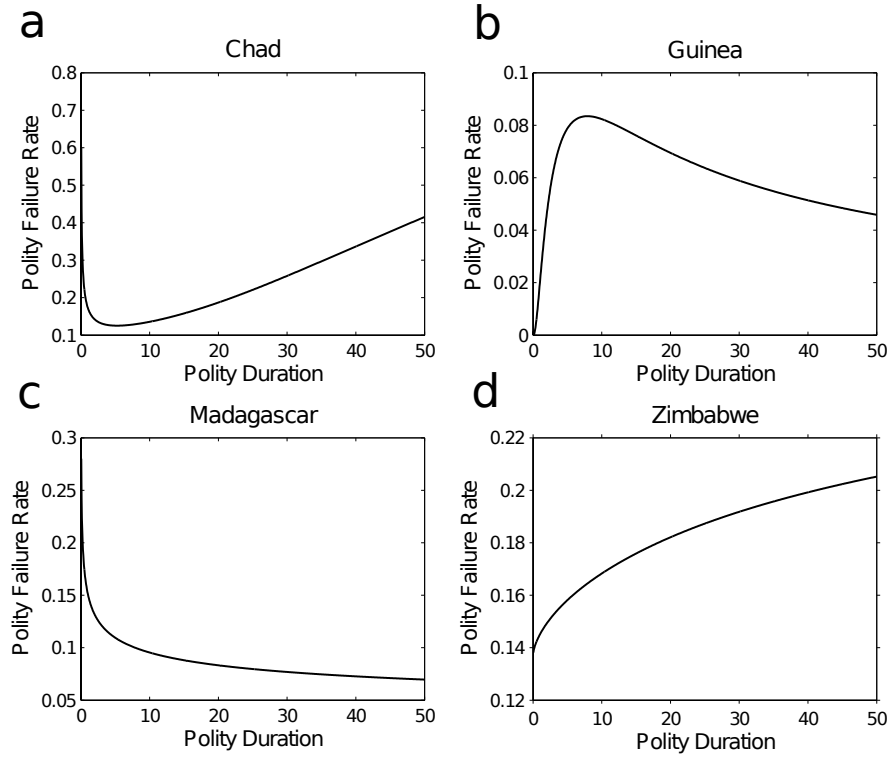 a
Chad
Polity Failure Rate
0.8
0.7
0.6
0.5
0.4
0.3
0.2
0.1
0 10 20 30 40 50
Polity Duration
b
Guinea
Polity Failure Rate
0.1
0.08
0.06
0.04
0.02
0
0 10 20 30 40 50
Polity Duration
c
Madagascar
Polity Failure Rate
0.3
0.25
0.2
0.15
0.1
0.05
0 10 20 30 40 50
Polity Duration
d
Zimbabwe
Polity Failure Rate
0.22
0.2
0.18
0.16
0.14
0.12
0 10 20 30 40 50
Polity Duration